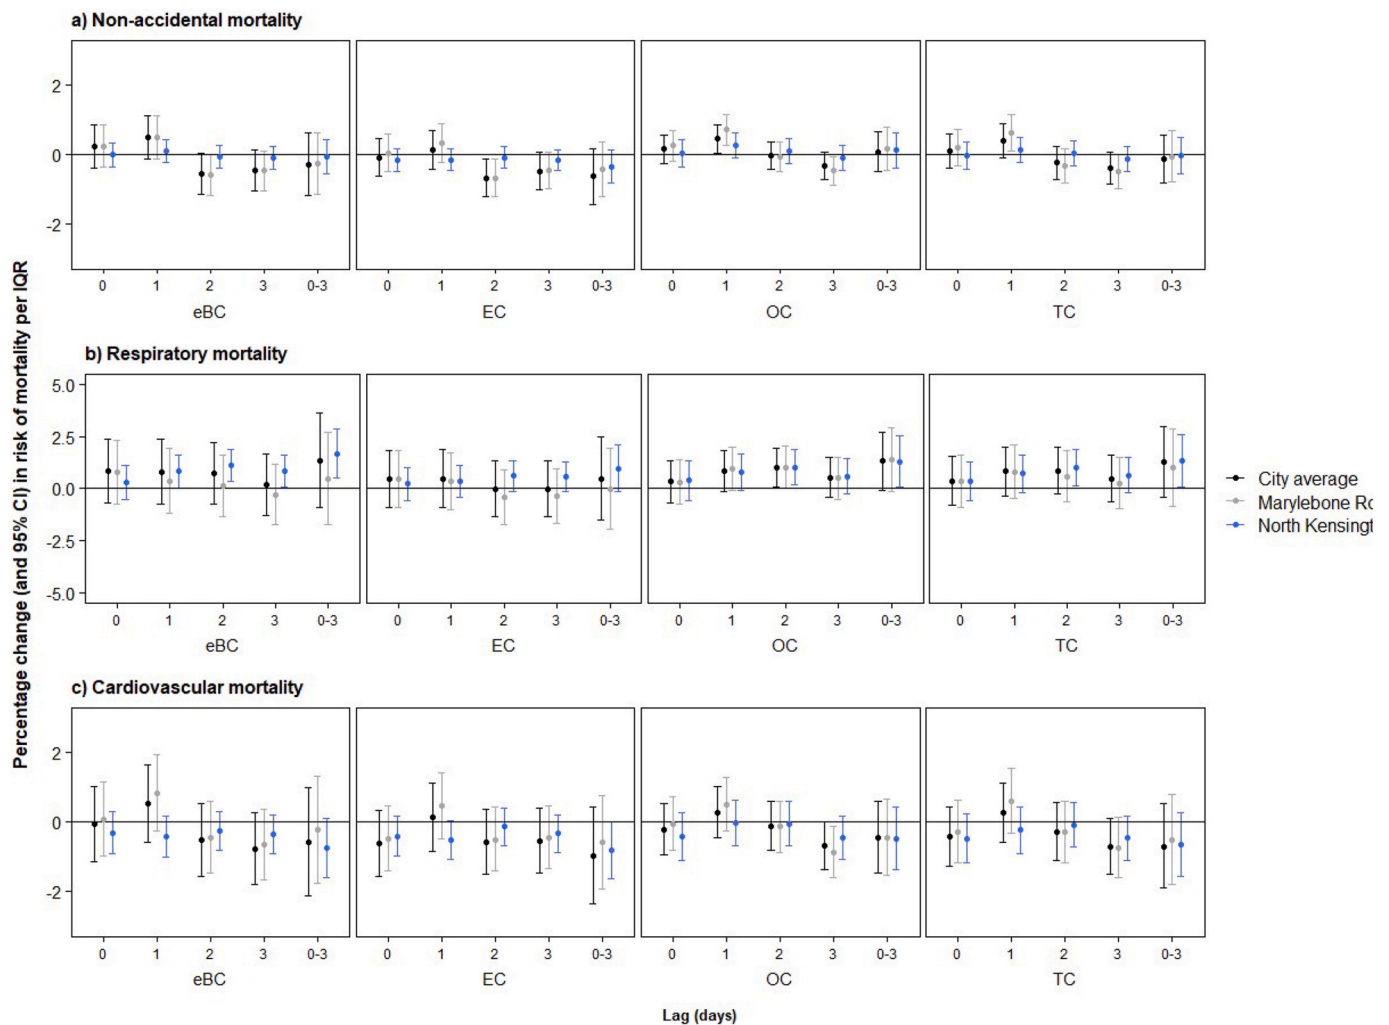 a) Non-accidental mortality
2
0
-2
0 1 2 3 0-3 0 1 2 3 0-3 0 1 2 3 0-3 0 1 2 3 0-3
eBC EC OC TC
b) Respiratory mortality
5.0
2.5
0.0
-2.5
-5.0
0 1 2 3 0-3 0 1 2 3 0-3 0 1 2 3 0-3 0 1 2 3 0-3
eBC EC OC TC
c) Cardiovascular mortality
2
0
-2
0 1 2 3 0-3 0 1 2 3 0-3 0 1 2 3 0-3 0 1 2 3 0-3
eBC EC OC TC
Lag (days)
Percentage change (and 95% CI) in risk of mortality per IQR
City average
Marylebone Ro
North Kensingt